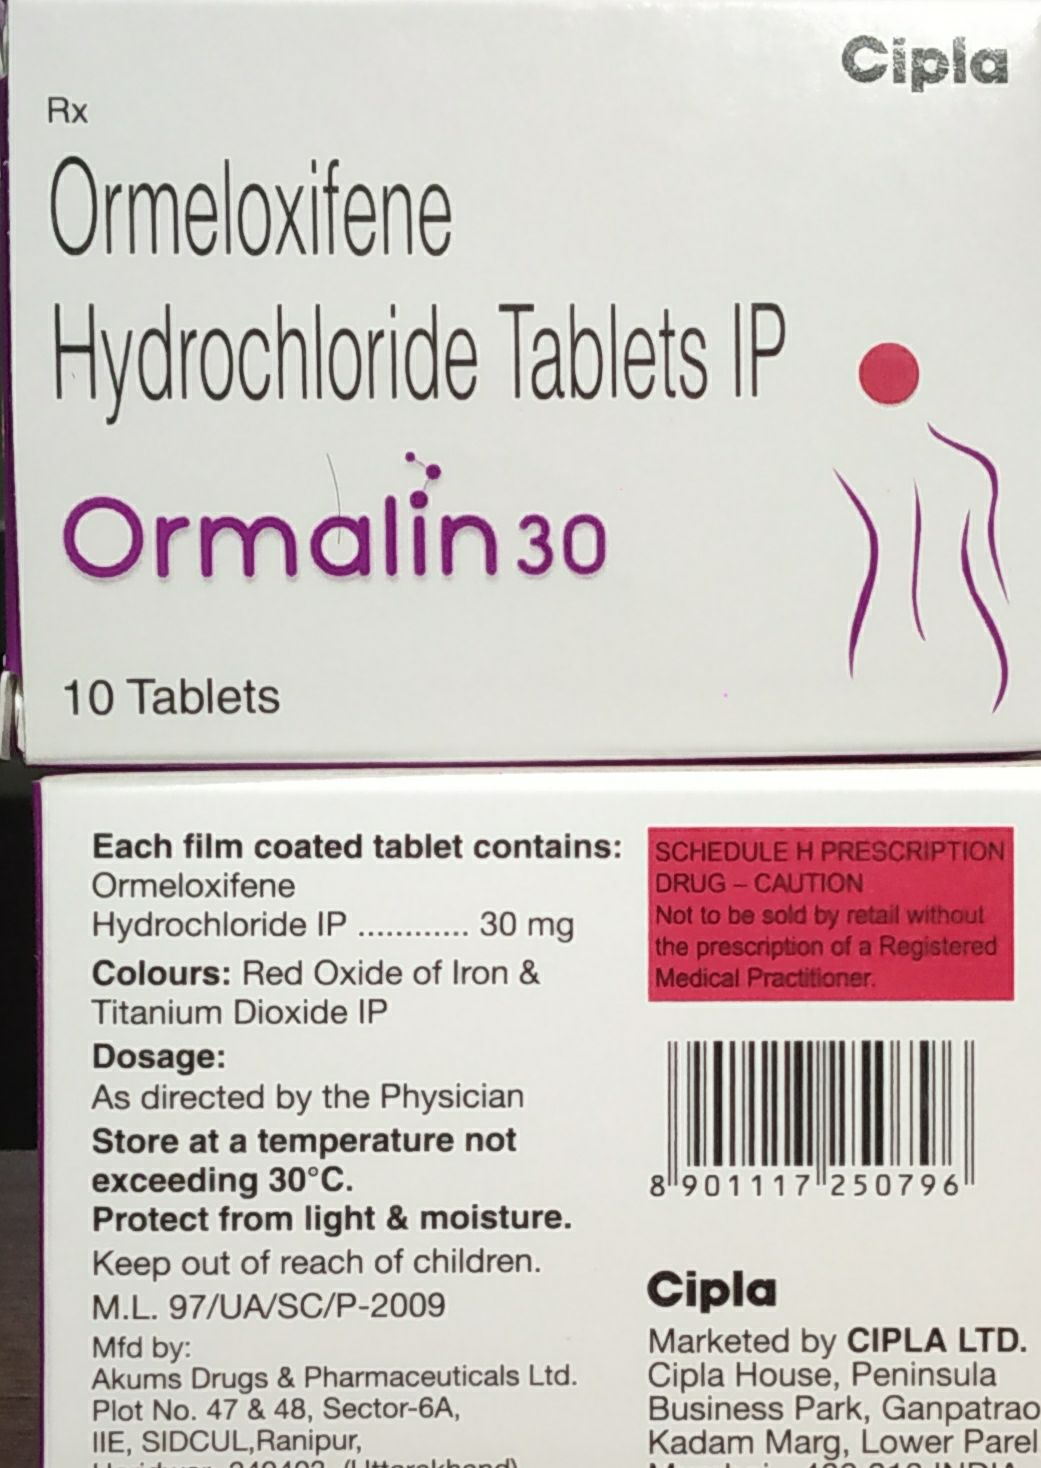 Cipla
Rx
Ormeloxifene
Hydrochloride Tablets IP
Ormalin 30
10 Tablets
Each film coated tablet contains:
Ormeloxifene
Hydrochloride IP ............ 30 mg
Colours: Red Oxide of Iron &
Titanium Dioxide IP
Dosage:
As directed by the Physician
Store at a temperature not
exceeding 30°C.
Protect from light & moisture.
Keep out of reach of children.
M.L. 97/UA/SC/P-2009
Mfd by:
Akums Drugs & Pharmaceuticals Ltd.
Plot No. 47 & 48, Sector-6A,
IIE, SIDCUL,Ranipur,
SCHEDULE H PRESCRIPTION
DRUG – CAUTION
Not to be sold by retail without
the prescription of a Registered
Medical Practitioner.
8 901117 250796
Cipla
Marketed by CIPLA LTD.
Cipla House, Peninsula
Business Park, Ganpatrao
Kadam Marg, Lower Parel